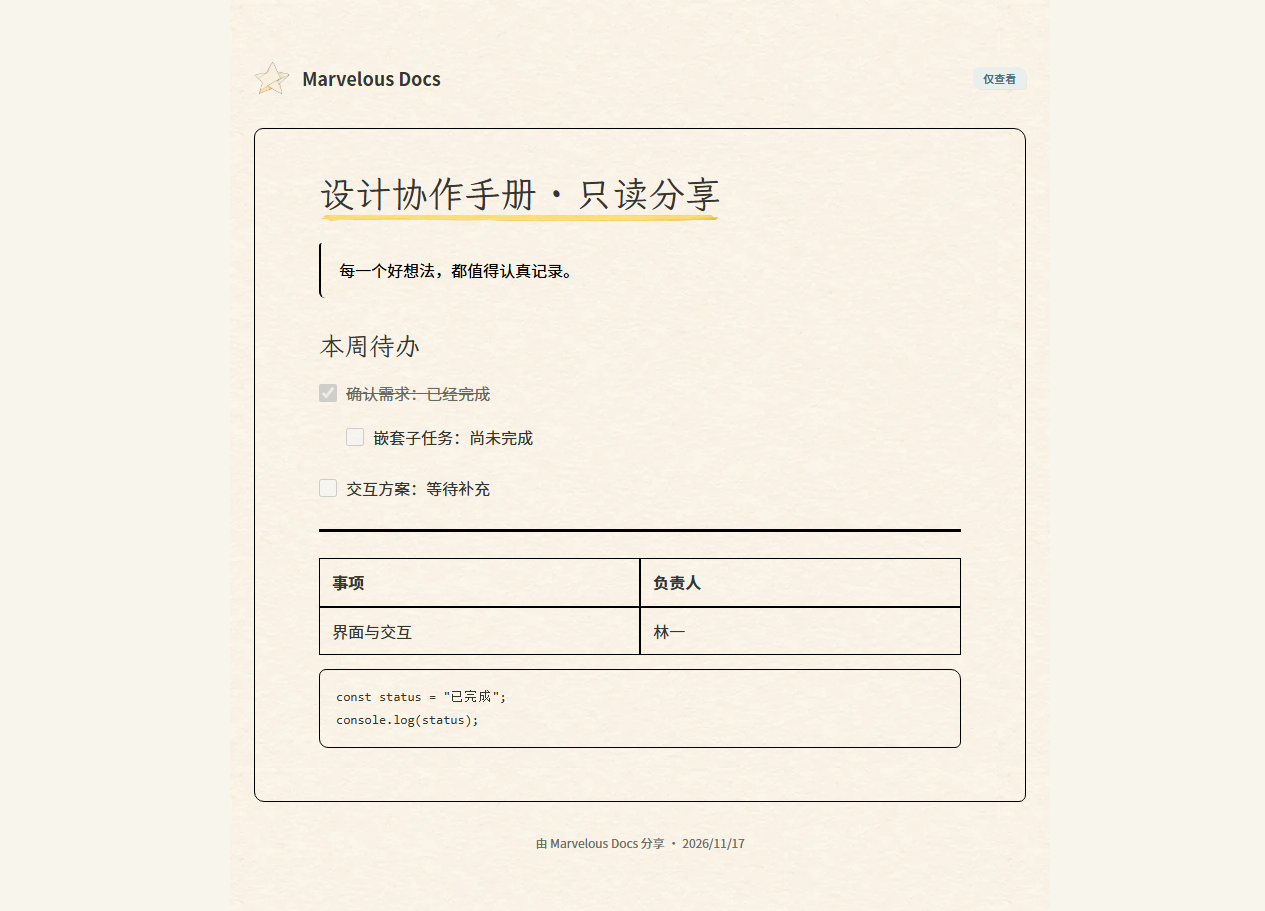 Marvelous Docs
仅查看
设计协作手册 · 只读分享
每一个好想法，都值得认真记录。
本周待办
确认需求：已经完成
嵌套子任务：尚未完成
交互方案：等待补充
事项 负责人
界面与交互 林一
const status = "已完成";
console.log(status);
由 Marvelous Docs 分享 · 2026/11/17